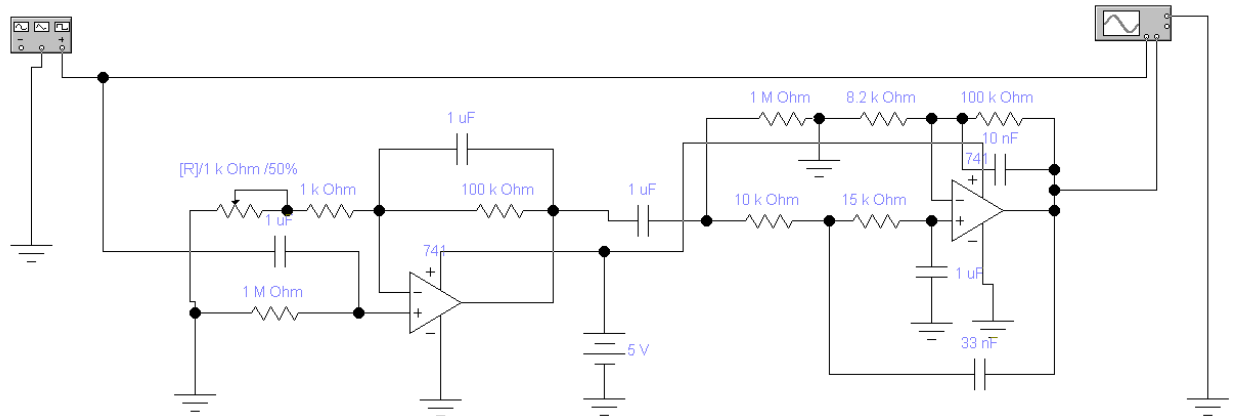 1 M Ohm
8.2 k Ohm
100 k Ohm
1 uF
10 nF
741
[R]/1 k Ohm /50%
1 k Ohm
100 k Ohm
1 uF
10 k Ohm
15 k Ohm
1 uF
741
1 uF
1 M Ohm
33 nF
5 V